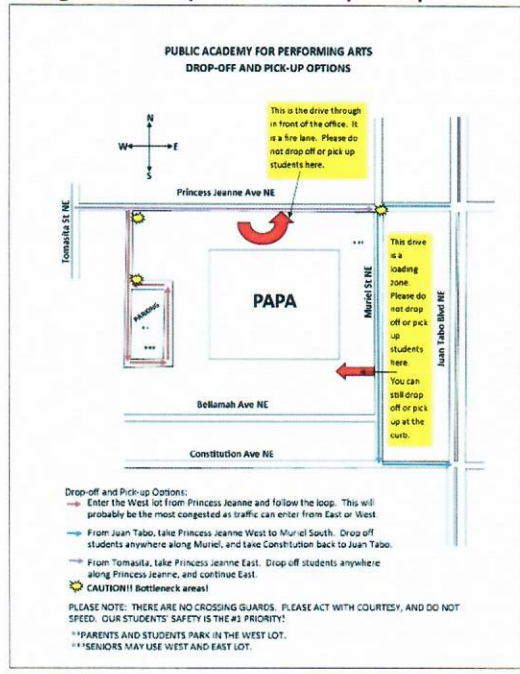 PUBLIC ACADEMY FOR PERFORMING ARTS
DROP-OFF AND PICK-UP OPTIONS
This is the drive through
in front of the office. It
is a fire lane. Please do
not drop off or pick up
students here.
N
W
E
S
Princess Jeanne Ave NE
Tomasita St NE
***
This drive
is a
loading
zone.
Please do
not drop
off or pick
up
students
here.
You can
still drop
off or pick
up at the
curb.
PAPA
Muriel St NE
Juan Tabo Blvd NE
PARKING
**
***
Bellamah Ave NE
Constitution Ave NE
Drop-off and Pick-up Options:
Enter the West lot from Princess Jeanne and follow the loop. This will
probably be the most congested as traffic can enter from East or West.
From Juan Tabo, take Princess Jeanne West to Muriel South. Drop off
students anywhere along Muriel, and take Constitution back to Juan Tabo.
From Tomasita, take Princess Jeanne East. Drop off students anywhere
along Princess Jeanne, and continue East.
CAUTION!! Bottleneck areas!
PLEASE NOTE: THERE ARE NO CROSSING GUARDS. PLEASE ACT WITH COURTESY, AND DO NOT
SPEED. OUR STUDENTS' SAFETY IS THE #1 PRIORITY!
**PARENTS AND STUDENTS PARK IN THE WEST LOT.
***SENIORS MAY USE WEST AND EAST LOT.